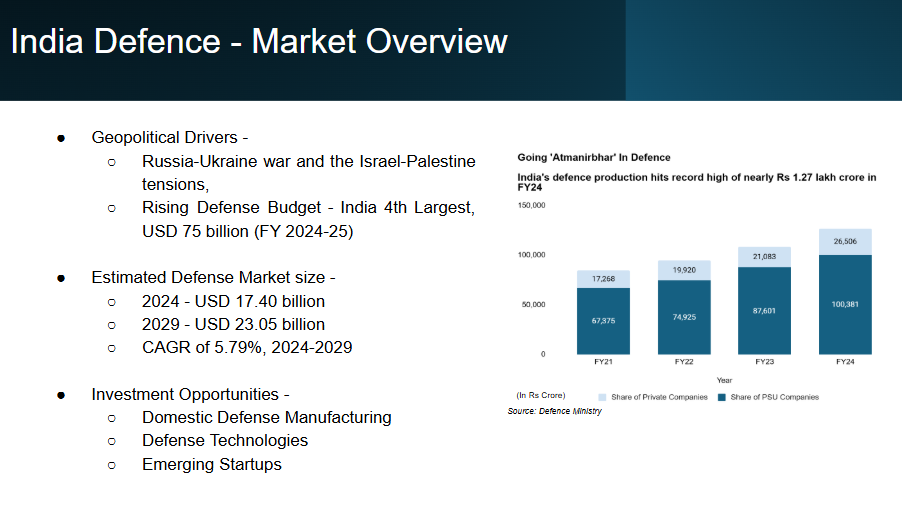 India Defence - Market Overview
● Geopolitical Drivers -
○ Russia-Ukraine war and the Israel-Palestine
tensions,
○ Rising Defense Budget - India 4th Largest,
USD 75 billion (FY 2024-25)
● Estimated Defense Market size -
○ 2024 - USD 17.40 billion
○ 2029 - USD 23.05 billion
○ CAGR of 5.79%, 2024-2029
● Investment Opportunities -
○ Domestic Defense Manufacturing
○ Defense Technologies
○ Emerging Startups
Going 'Atmanirbhar' In Defence
India's defence production hits record high of nearly Rs 1.27 lakh crore in
FY24
150,000
100,000
50,000
0
17,268
67,375
19,920
74,925
21,083
87,601
26,506
100,381
FY21 FY22 FY23 FY24
Year
(In Rs Crore) Share of Private Companies Share of PSU Companies
Source: Defence Ministry